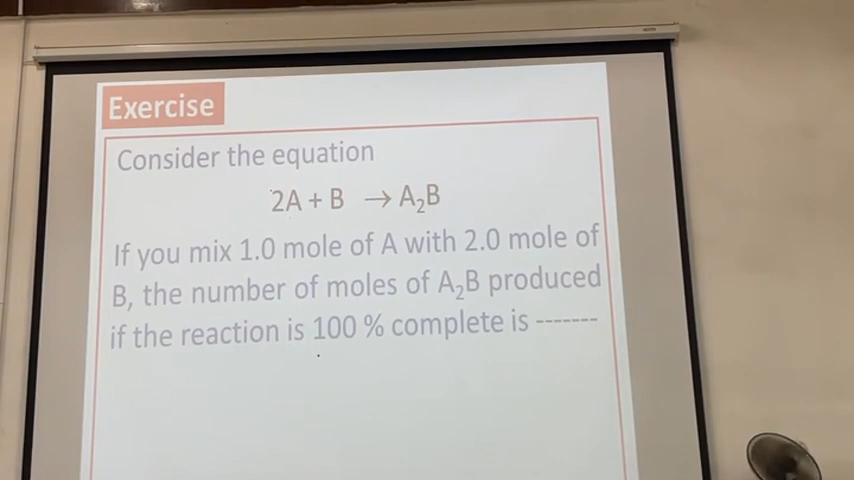 Exercise
Consider the equation
2A + B → A₂B
If you mix 1.0 mole of A with 2.0 mole of
B, the number of moles of A₂B produced
if the reaction is 100 % complete is -------